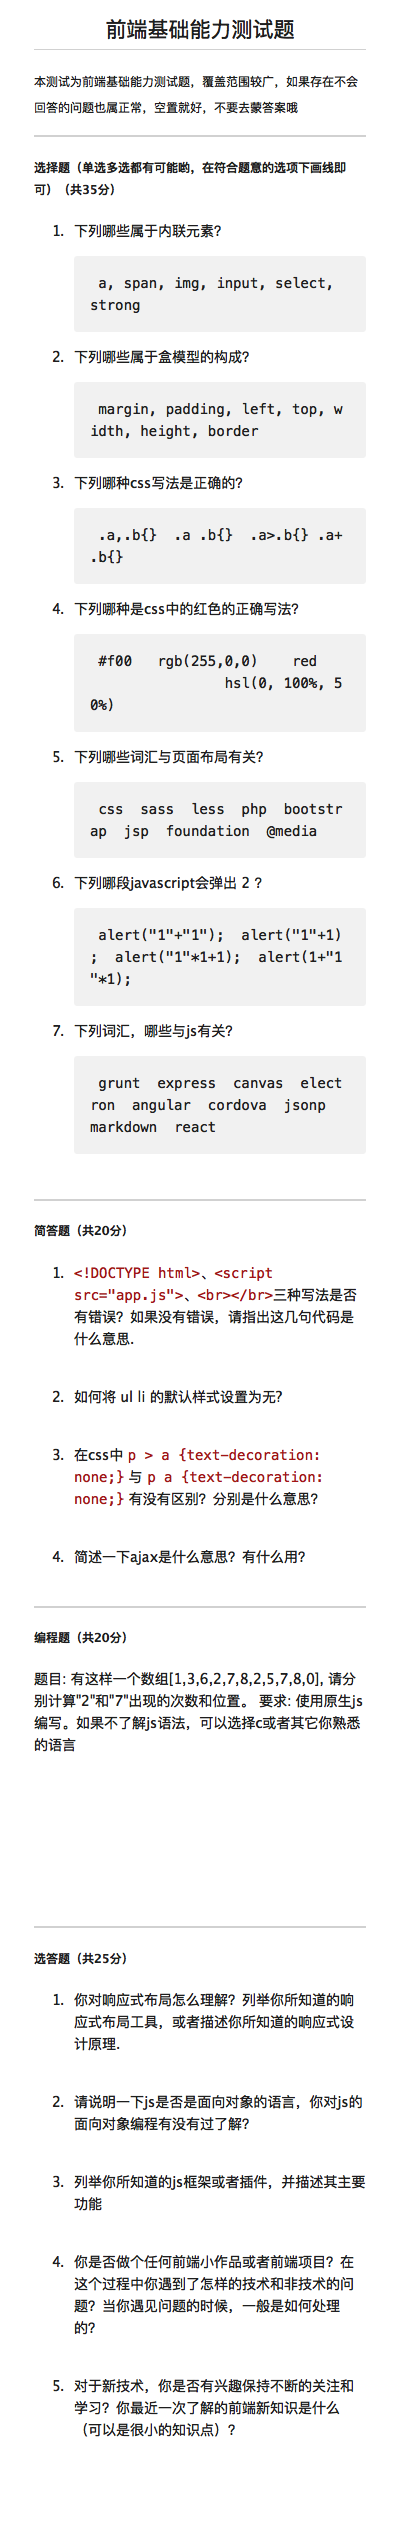 前端基础能力测试题
本测试为前端基础能力测试题，覆盖范围较广，如果存在不会
回答的问题也属正常，空置就好，不要去蒙答案哦
选择题（单选多选都有可能哟，在符合题意的选项下画线即
可）（共35分）
1. 下列哪些属于内联元素?
a, span, img, input, select,
strong
2. 下列哪些属于盒模型的构成?
margin, padding, left, top, w
idth, height, border
3. 下列哪种css写法是正确的?
.a,.b{}  .a .b{}  .a>.b{} .a+
.b{}
4. 下列哪种是css中的红色的正确写法?
#f00   rgb(255,0,0)    red
hsl(0, 100%, 5
0%)
5. 下列哪些词汇与页面布局有关?
css  sass  less  php  bootstr
ap  jsp  foundation  @media
6. 下列哪段javascript会弹出 2 ?
alert("1"+"1");  alert("1"+1)
;  alert("1"*1+1);  alert(1+"1
"*1);
7. 下列词汇，哪些与js有关?
grunt  express  canvas  elect
ron  angular  cordova  jsonp
markdown  react
简答题（共20分）
1. <!DOCTYPE html>、<script
src="app.js">、<br></br>三种写法是否
有错误? 如果没有错误，请指出这几句代码是
什么意思.
2. 如何将 ul li 的默认样式设置为无?
3. 在css中 p > a {text-decoration:
none;} 与 p a {text-decoration:
none;} 有没有区别? 分别是什么意思?
4. 简述一下ajax是什么意思? 有什么用?
编程题（共20分）
题目: 有这样一个数组[1,3,6,2,7,8,2,5,7,8,0], 请分
别计算"2"和"7"出现的次数和位置。 要求: 使用原生js
编写。如果不了解js语法，可以选择c或者其它你熟悉
的语言
选答题（共25分）
1. 你对响应式布局怎么理解? 列举你所知道的响
应式布局工具，或者描述你所知道的响应式设
计原理.
2. 请说明一下js是否是面向对象的语言，你对js的
面向对象编程有没有过了解?
3. 列举你所知道的js框架或者插件，并描述其主要
功能
4. 你是否做个任何前端小作品或者前端项目? 在
这个过程中你遇到了怎样的技术和非技术的问
题? 当你遇见问题的时候，一般是如何处理
的?
5. 对于新技术，你是否有兴趣保持不断的关注和
学习? 你最近一次了解的前端新知识是什么
（可以是很小的知识点）?